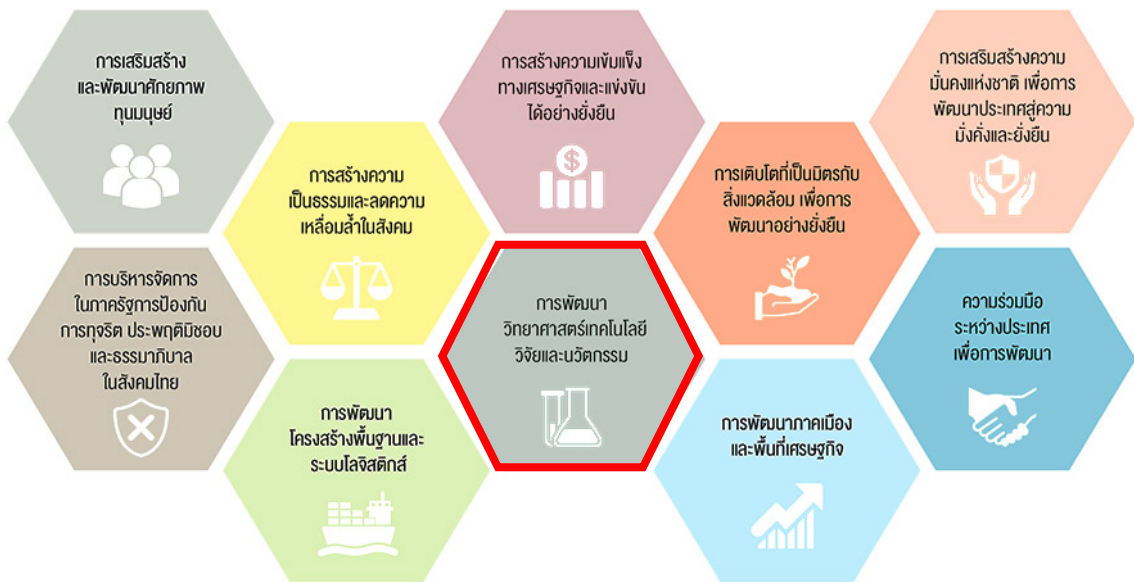 การเสริมสร้าง
และพัฒนาศักยภาพ
ทุนมนุษย์
การสร้างความ
เป็นธรรมและลดความ
เหลื่อมล้ำในสังคม
การสร้างความเข้มแข็ง
ทางเศรษฐกิจและแข่งขัน
ได้อย่างยั่งยืน
การเติบโตที่เป็นมิตรกับ
สิ่งแวดล้อม เพื่อการ
พัฒนาอย่างยั่งยืน
การเสริมสร้างความ
มั่นคงแห่งชาติ เพื่อการ
พัฒนาประเทศสู่ความ
มั่งคั่งและยั่งยืน
การบริหารจัดการ
ในภาครัฐการป้องกัน
การทุจริต ประพฤติมิชอบ
และธรรมาภิบาล
ในสังคมไทย
การพัฒนา
โครงสร้างพื้นฐานและ
ระบบโลจิสติกส์
การพัฒนา
วิทยาศาสตร์เทคโนโลยี
วิจัยและนวัตกรรม
การพัฒนาภาคเมือง
และพื้นที่เศรษฐกิจ
ความร่วมมือ
ระหว่างประเทศ
เพื่อการพัฒนา